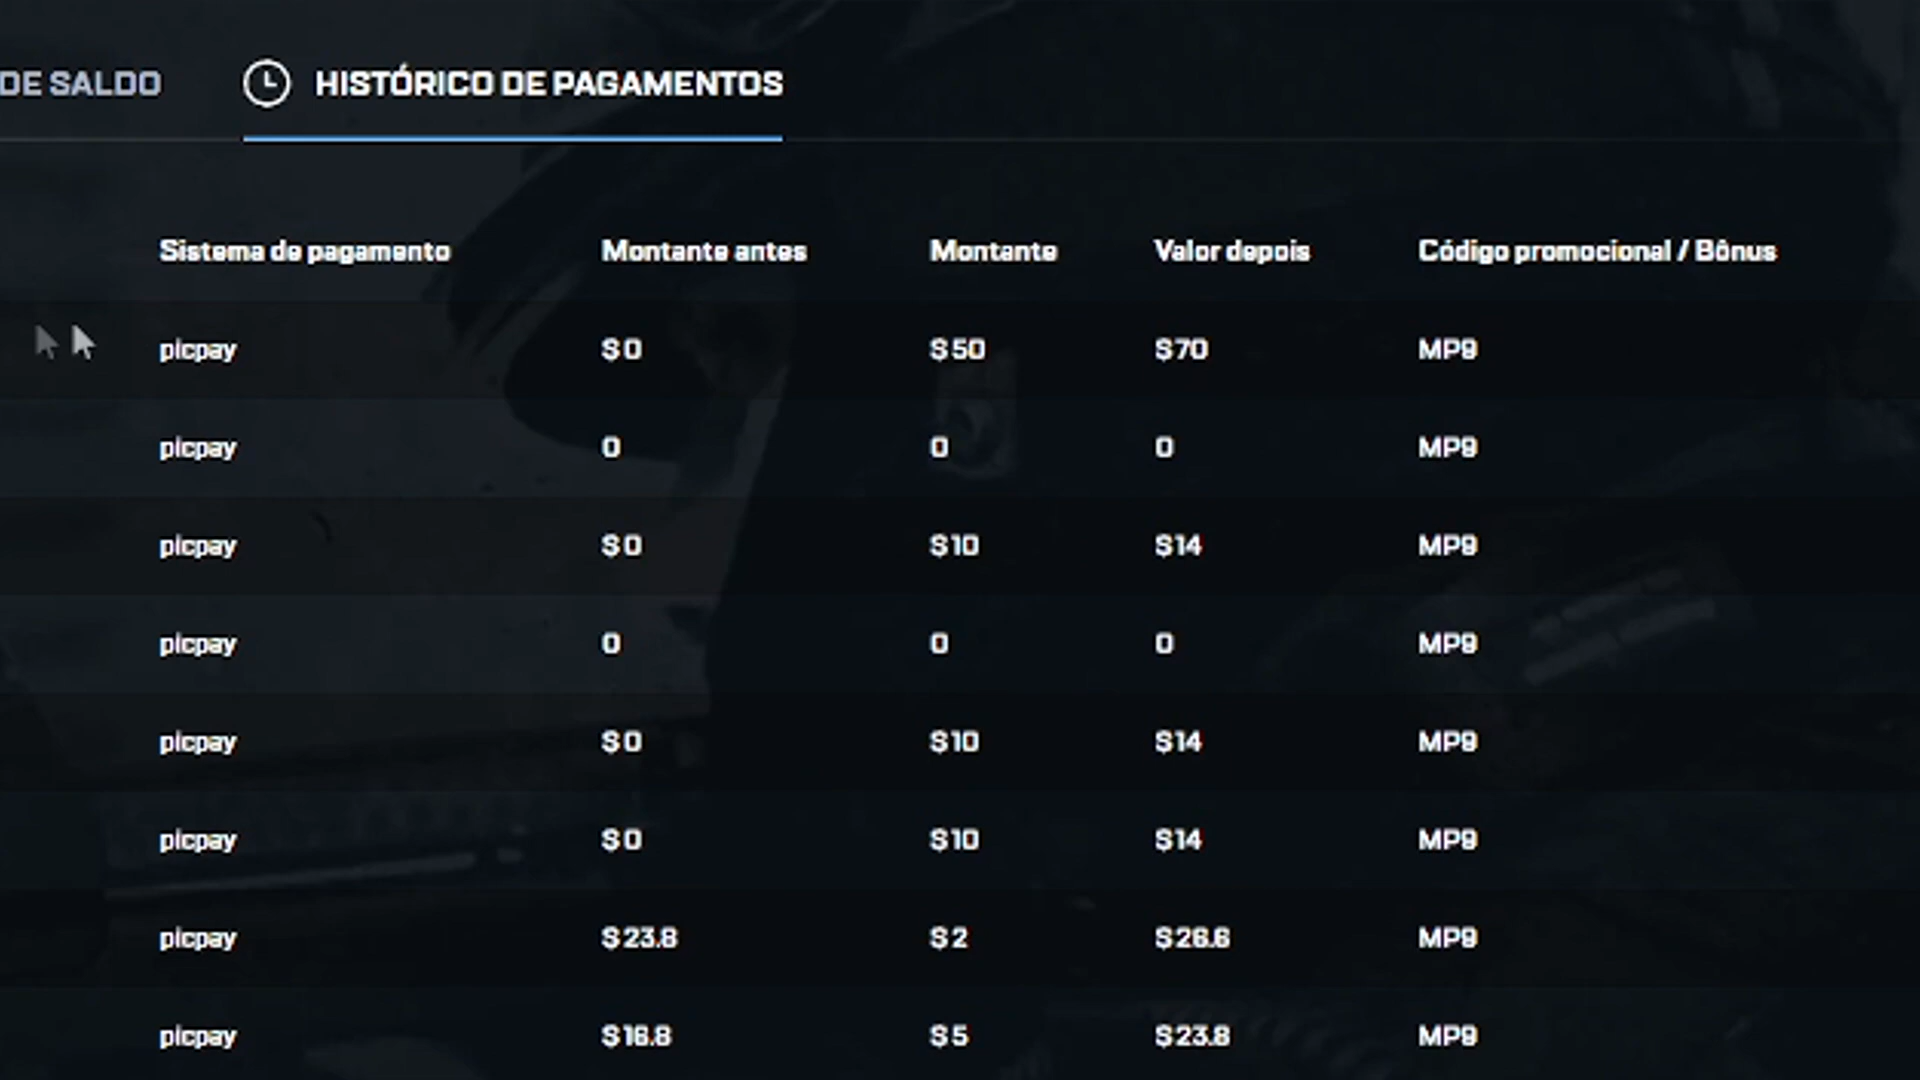 DE SALDO HISTÓRICO DE PAGAMENTOS
Sistema de pagamento Montante antes Montante Valor depois Código promocional / Bônus
picpay $0 $50 $70 MP9
picpay 0 0 0 MP9
picpay $0 $10 $14 MP9
picpay 0 0 0 MP9
picpay $0 $10 $14 MP9
picpay $0 $10 $14 MP9
picpay $23.8 $2 $26.6 MP9
picpay $16.8 $5 $23.8 MP9